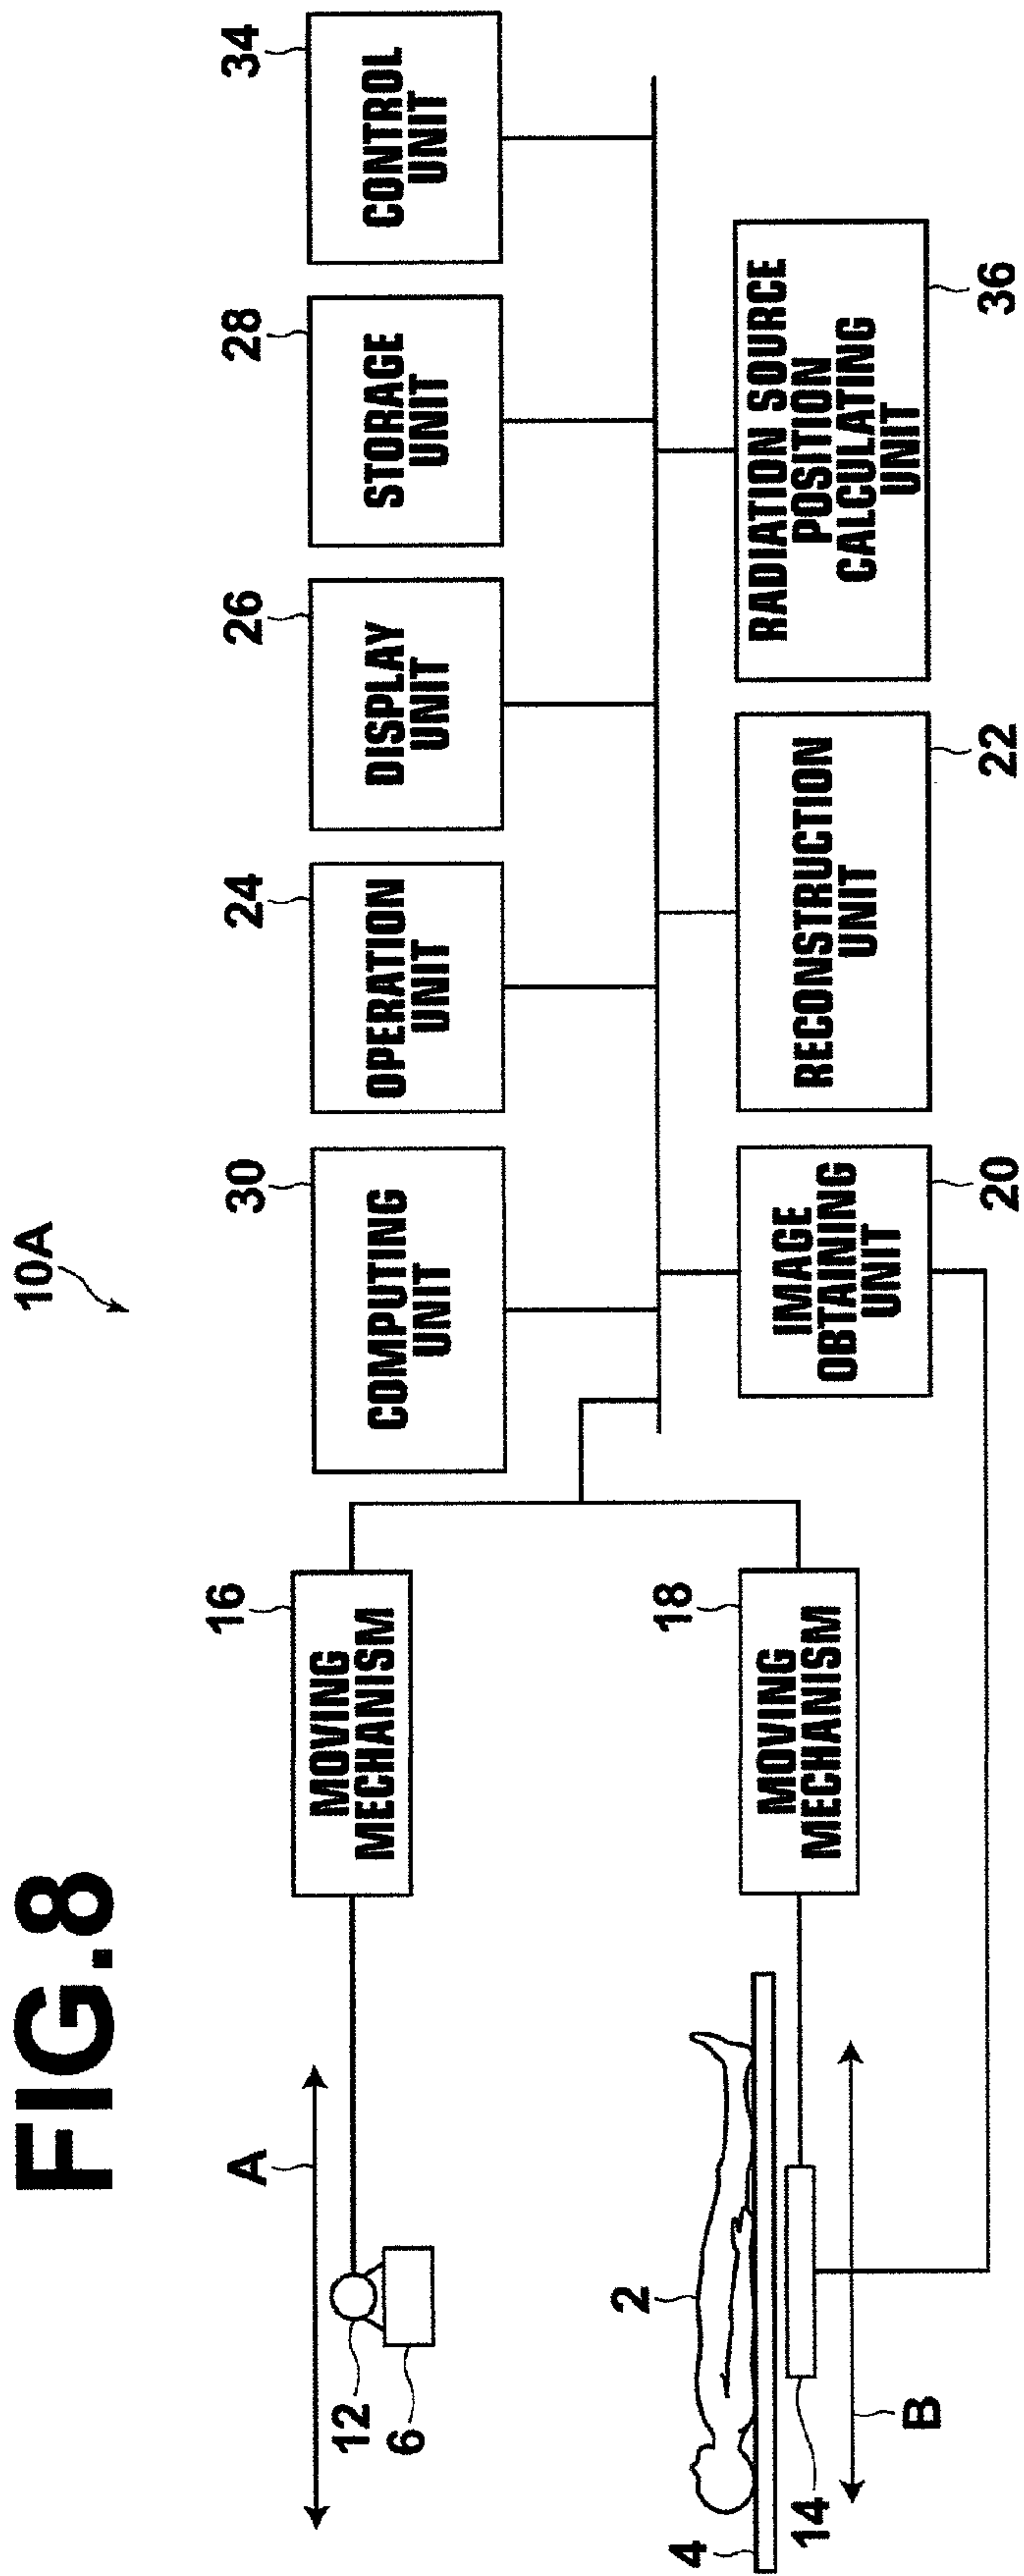 FIG.8
10A
A
12
6
16
MOVING
MECHANISM
30
COMPUTING
UNIT
24
OPERATION
UNIT
26
DISPLAY
UNIT
28
STORAGE
UNIT
34
CONTROL
UNIT
2
4
14
B
18
MOVING
MECHANISM
IMAGE
OBTAINING
UNIT
20
RECONSTRUCTION
UNIT
22
RADIATION SOURCE
POSITION
CALCULATING
UNIT
36